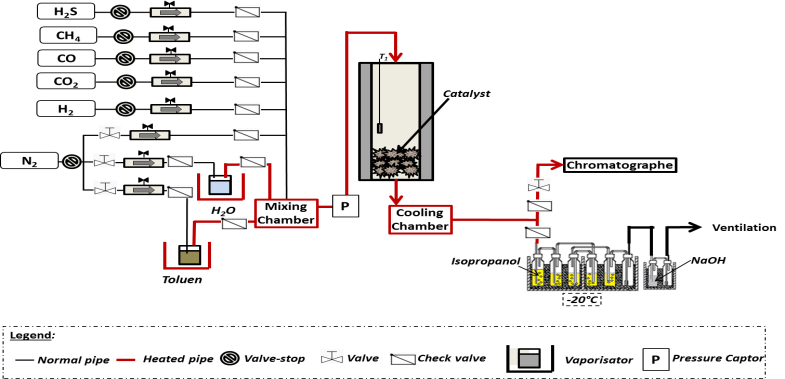 H₂S
CH₄
CO
CO₂
H₂
N₂
H₂O
Toluen
Mixing
Chamber
P
T₁
Catalyst
Cooling
Chamber
Chromatographe
Ventilation
Isopropanol
NaOH
-20°C
Legend:
Normal pipe
Heated pipe
Valve-stop
Valve
Check valve
Vaporisator
P
Pressure Captor